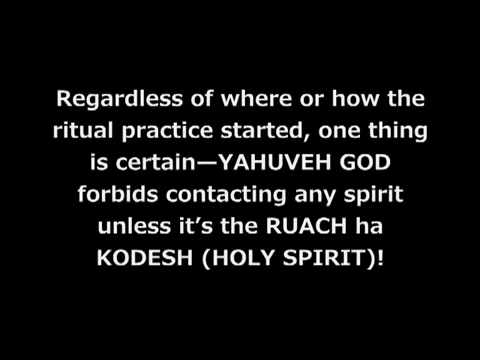 Regardless of where or how the
ritual practice started, one thing
is certain—YAHUVEH GOD
forbids contacting any spirit
unless it’s the RUACH ha
KODESH (HOLY SPIRIT)!